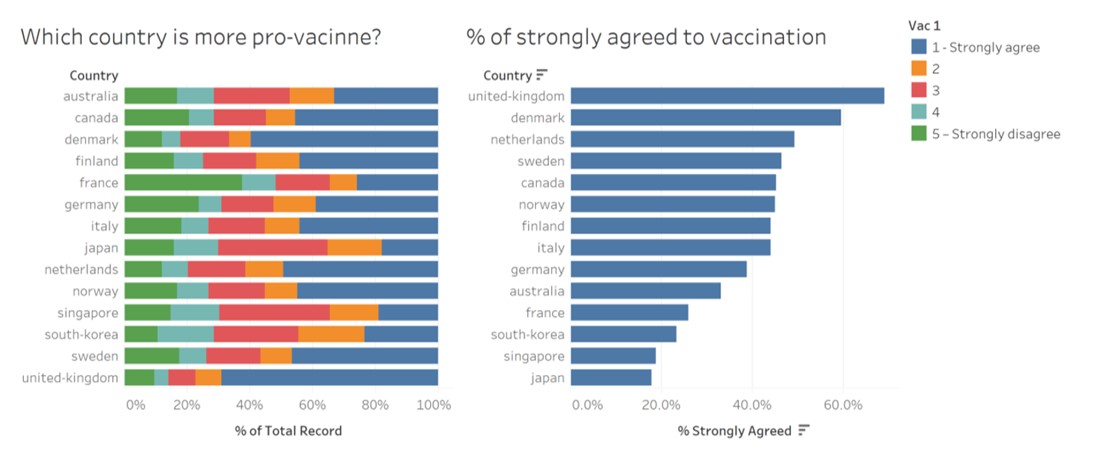 Which country is more pro-vacinne?
Country
australia
canada
denmark
finland
france
germany
italy
japan
netherlands
norway
singapore
south-korea
sweden
united-kingdom
0% 20% 40% 60% 80% 100%
% of Total Record
% of strongly agreed to vaccination
Country
united-kingdom
denmark
netherlands
sweden
canada
norway
finland
italy
germany
australia
france
south-korea
singapore
japan
0.0% 20.0% 40.0% 60.0%
% Strongly Agreed
Vac 1
1 - Strongly agree
2
3
4
5 – Strongly disagree